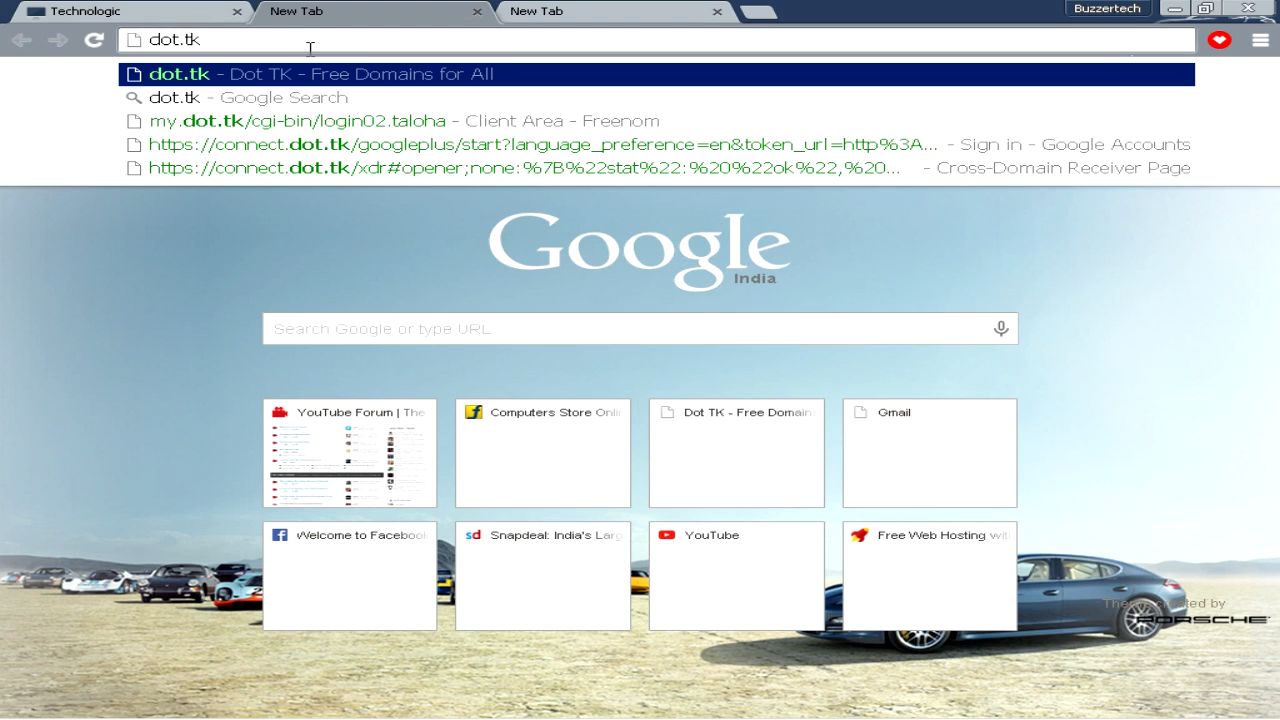 Technologic
New Tab
New Tab
Buzzertech
dot.tk
dot.tk - Dot TK - Free Domains for All
dot.tk - Google Search
my.dot.tk/cgi-bin/login02.taloha - Client Area - Freenom
https://connect.dot.tk/googleplus/start?language_preference=en&token_url=http%3A... - Sign in - Google Accounts
https://connect.dot.tk/xdr#opener;none:%7B%22stat%22:%20%22ok%22,%20... - Cross-Domain Receiver Page
Google
India
Search Google or type URL
YouTube Forum | The
Computers Store Onli
Dot TK - Free Domain
Gmail
Welcome to Facebook
sd Snapdeal: India's Larg
YouTube
Free Web Hosting wit
by
PORSCHE